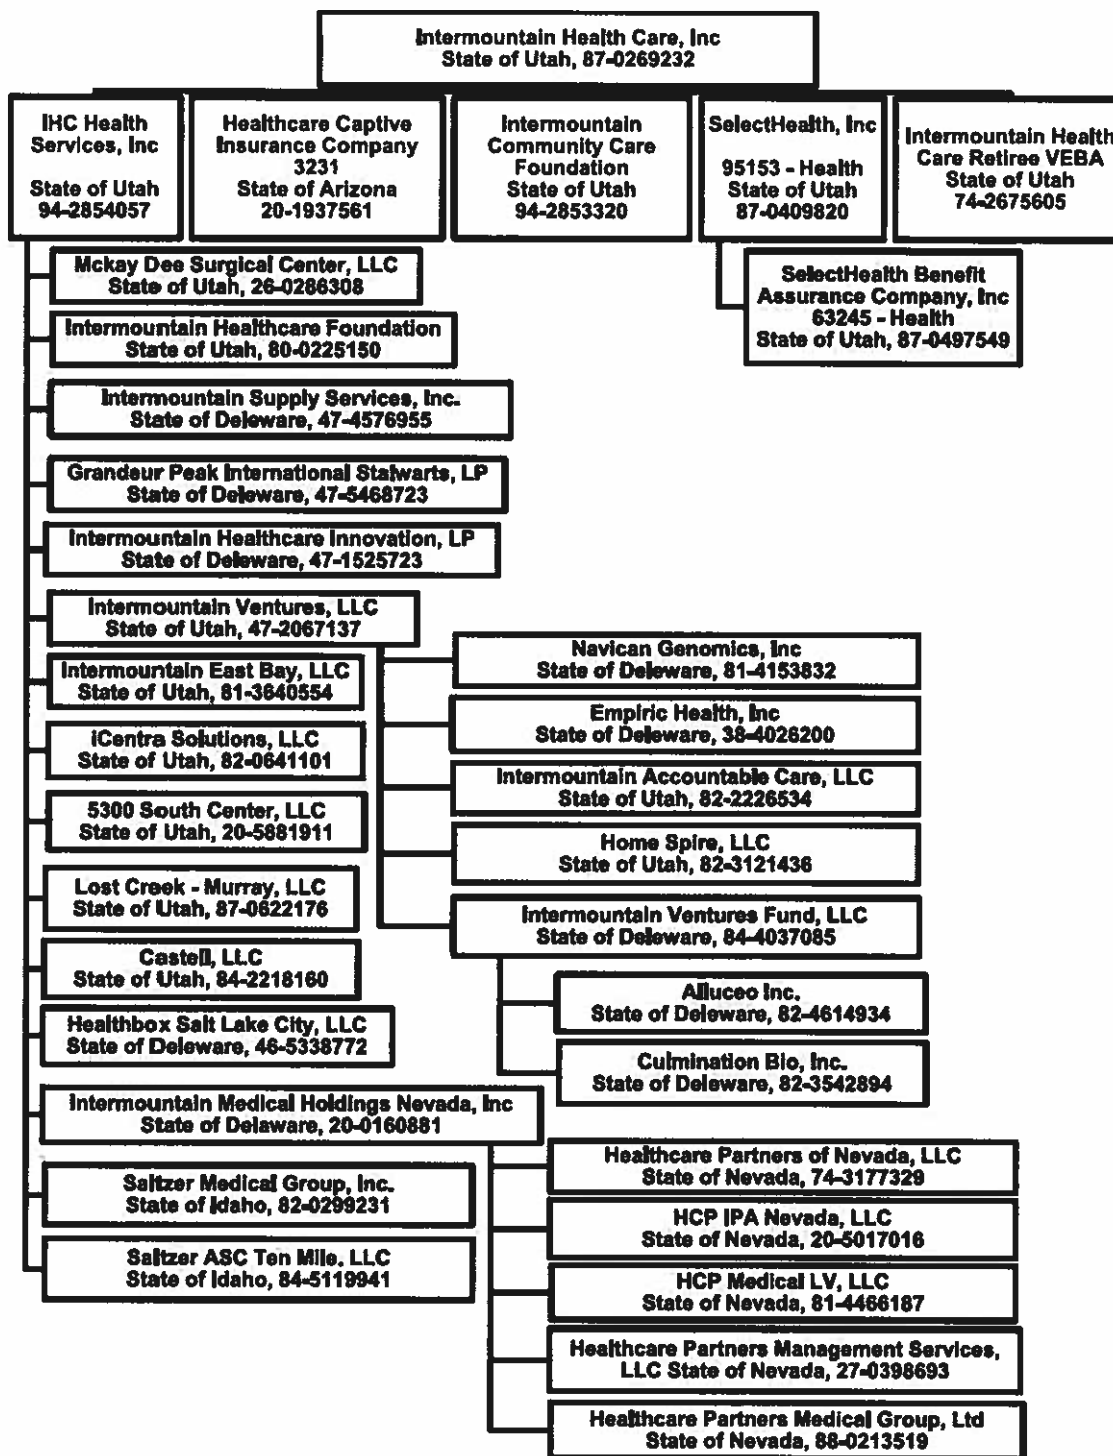 Intermountain Health Care, Inc
State of Utah, 87-0269232
IHC Health
Services, Inc
State of Utah
94-2854057
Healthcare Captive
Insurance Company
3231
State of Arizona
20-1937561
Intermountain
Community Care
Foundation
State of Utah
94-2853320
SelectHealth, Inc
95153 - Health
State of Utah
87-0409820
Intermountain Health
Care Retiree VEBA
State of Utah
74-2675605
Mckay Dee Surgical Center, LLC
State of Utah, 26-0286308
SelectHealth Benefit
Assurance Company, Inc
63245 - Health
State of Utah, 87-0497549
Intermountain Healthcare Foundation
State of Utah, 80-0225150
Intermountain Supply Services, Inc.
State of Deleware, 47-4576955
Grandeur Peak International Stalwarts, LP
State of Deleware, 47-5468723
Intermountain Healthcare Innovation, LP
State of Deleware, 47-1525723
Intermountain Ventures, LLC
State of Utah, 47-2067137
Intermountain East Bay, LLC
State of Utah, 81-3640554
iCentra Solutions, LLC
State of Utah, 82-0641101
5300 South Center, LLC
State of Utah, 20-5881911
Lost Creek - Murray, LLC
State of Utah, 87-0622176
Castell, LLC
State of Utah, 84-2218160
Healthbox Salt Lake City, LLC
State of Deleware, 46-5338772
Navican Genomics, Inc
State of Deleware, 81-4153832
Empiric Health, Inc
State of Deleware, 38-4026200
Intermountain Accountable Care, LLC
State of Utah, 82-2226534
Home Spire, LLC
State of Utah, 82-3121436
Intermountain Ventures Fund, LLC
State of Deleware, 84-4037085
Alluceo Inc.
State of Deleware, 82-4614934
Culmination Bio, Inc.
State of Deleware, 82-3542894
Intermountain Medical Holdings Nevada, Inc
State of Delaware, 20-0160881
Saltzer Medical Group, Inc.
State of Idaho, 82-0299231
Saltzer ASC Ten Mile. LLC
State of Idaho, 84-5119941
Healthcare Partners of Nevada, LLC
State of Nevada, 74-3177329
HCP IPA Nevada, LLC
State of Nevada, 20-5017016
HCP Medical LV, LLC
State of Nevada, 81-4466187
Healthcare Partners Management Services,
LLC State of Nevada, 27-0398693
Healthcare Partners Medical Group, Ltd
State of Nevada, 88-0213519